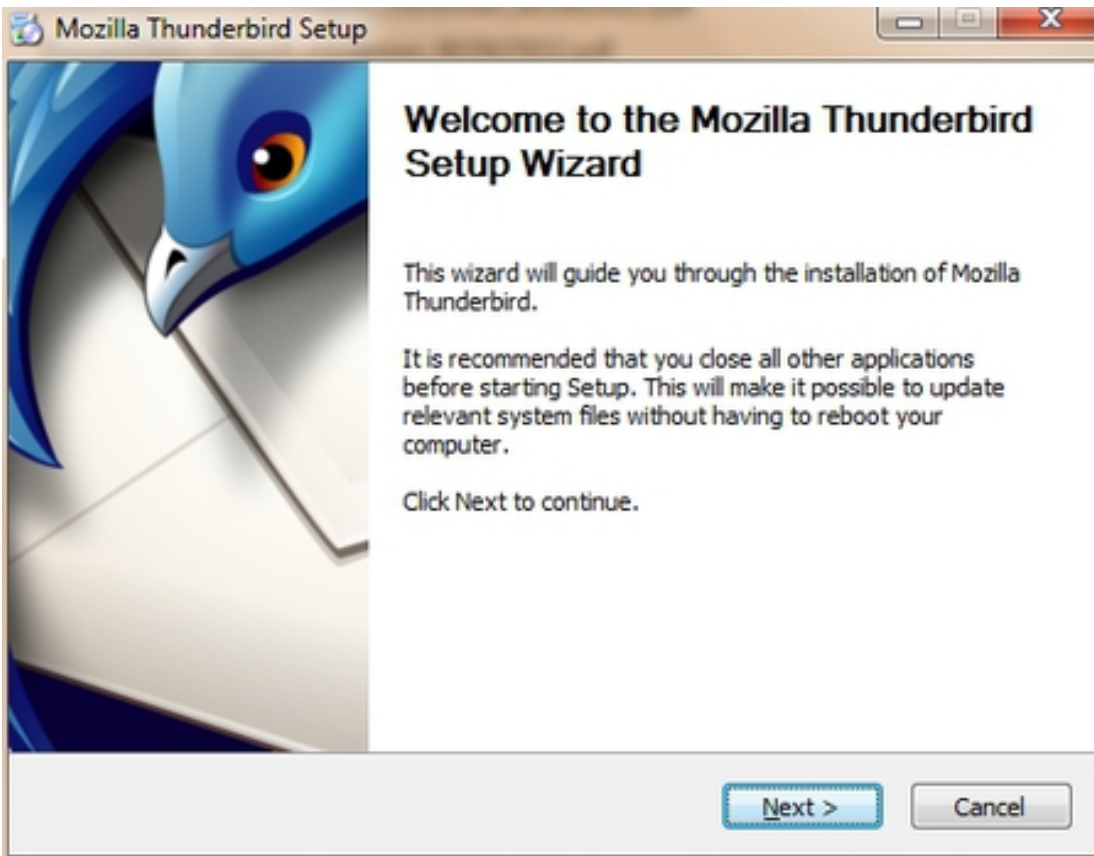 Mozilla Thunderbird Setup
Welcome to the Mozilla Thunderbird
Setup Wizard
This wizard will guide you through the installation of Mozilla
Thunderbird.
It is recommended that you close all other applications
before starting Setup. This will make it possible to update
relevant system files without having to reboot your
computer.
Click Next to continue.
Next >
Cancel